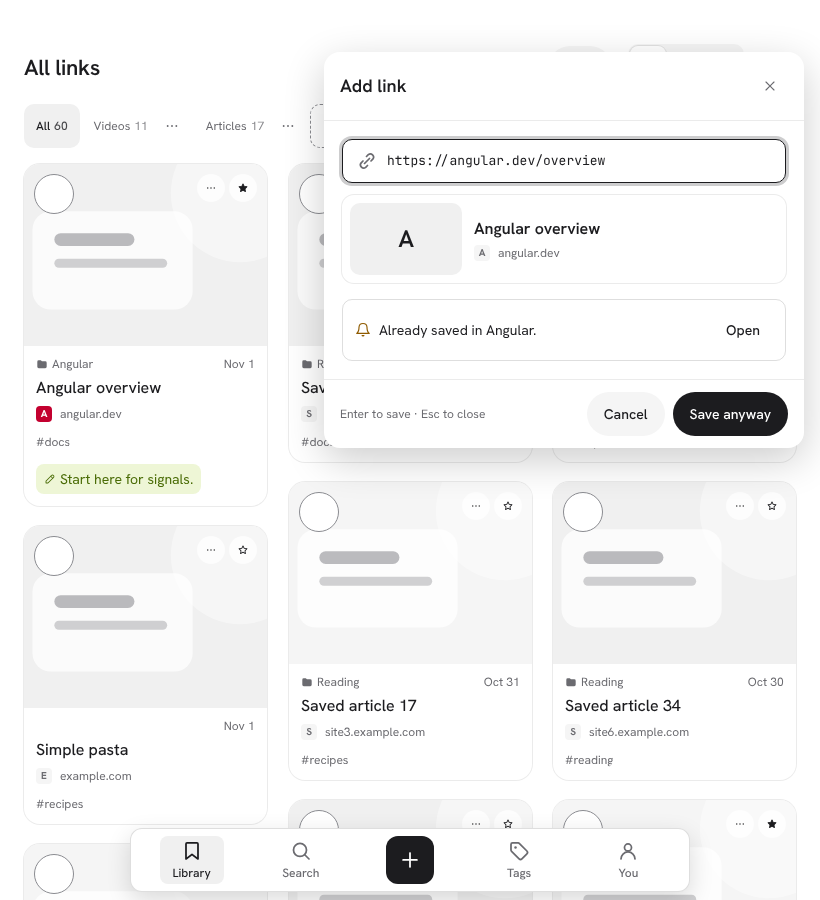 All links
All 60
Videos 11
Articles 17
Add link
https://angular.dev/overview
A
Angular overview
A angular.dev
Already saved in Angular.
Open
Enter to save · Esc to close
Cancel
Save anyway
Angular
Nov 1
Angular overview
A angular.dev
#docs
Start here for signals.
S
Nov 1
Simple pasta
E example.com
#recipes
Reading
Oct 31
Saved article 17
S site3.example.com
#recipes
Reading
Oct 30
Saved article 34
S site6.example.com
#reading
Library
Search
Tags
You